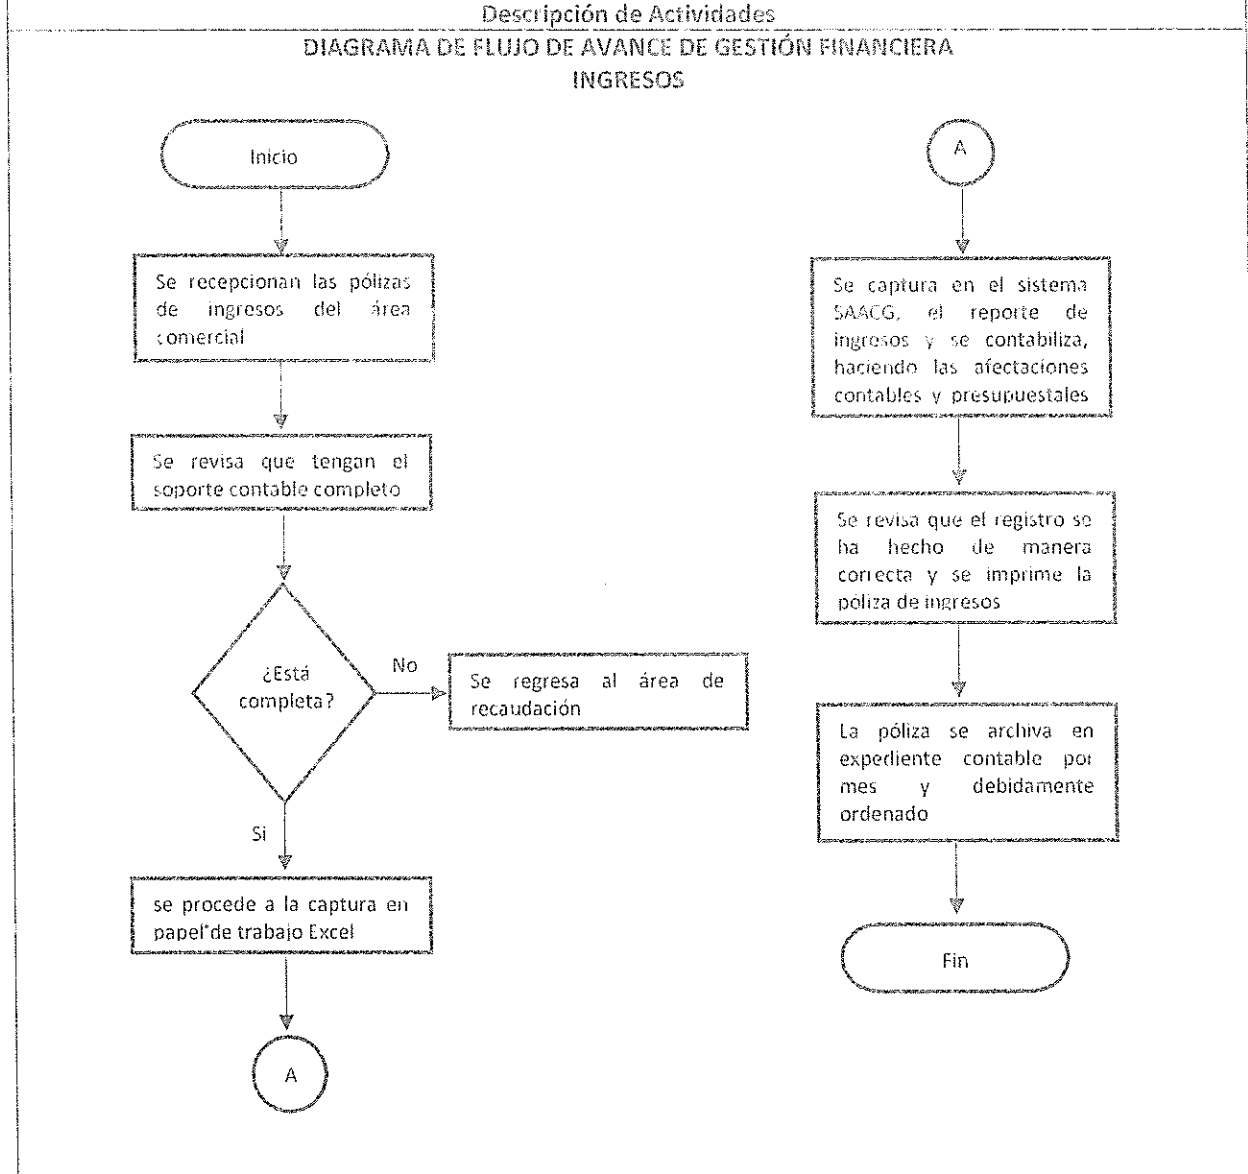 Descripción de Actividades
DIAGRAMA DE FLUJO DE AVANCE DE GESTIÓN FINANCIERA
INGRESOS
Inicio
Se recepcionan las pólizas
de ingresos del área
comercial
Se revisa que tengan el
soporte contable completo
¿Está
completa?
No
Se regresa al área de
recaudación
Si
se procede a la captura en
papel de trabajo Excel
A
A
Se captura en el sistema
SAACG, el reporte de
ingresos y se contabiliza,
haciendo las afectaciones
contables y presupuestales
Se revisa que el registro se
ha hecho de manera
correcta y se imprime la
póliza de ingresos
La póliza se archiva en
expediente contable por
mes y debidamente
ordenado
Fin